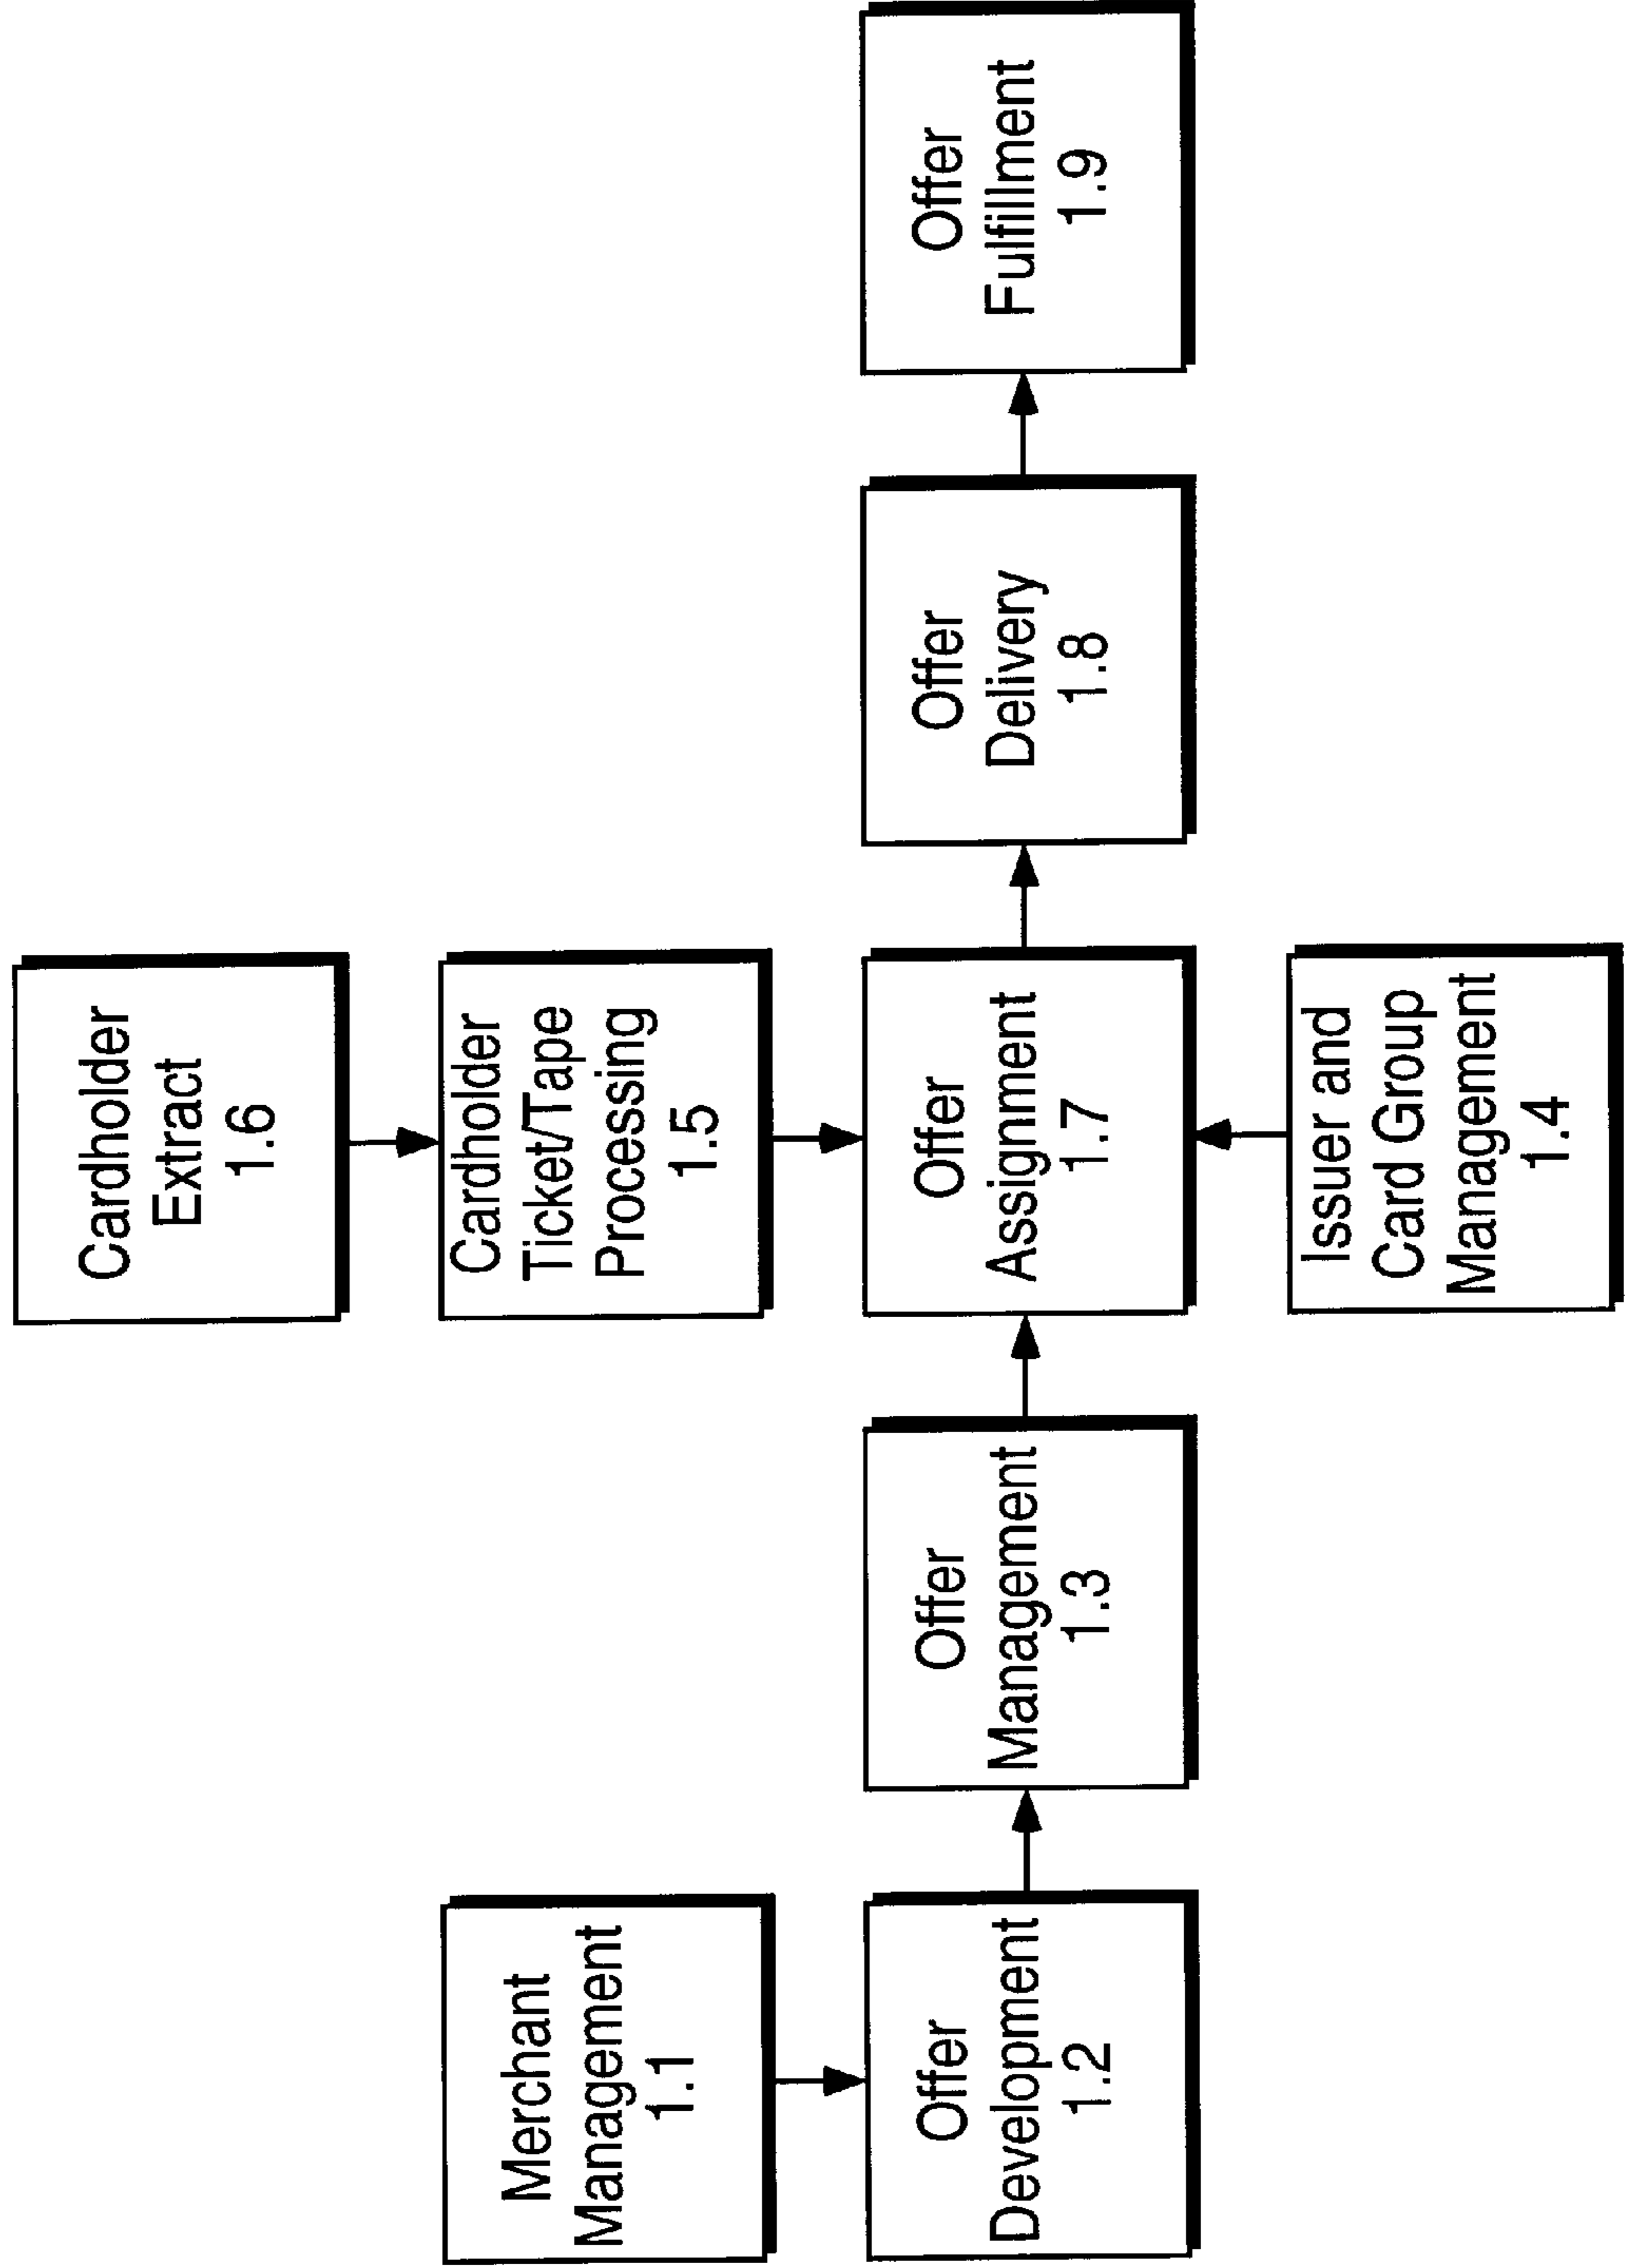 Cardholder
Extract
1.6
Merchant
Management
1.1
Cardholder
Ticket/Tape
Processing
1.5
Offer
Development
1.2
Offer
Management
1.3
Offer
Assignment
1.7
Offer
Delivery
1.8
Offer
Fulfillment
1.9
Issuer and
Card Group
Management
1.4